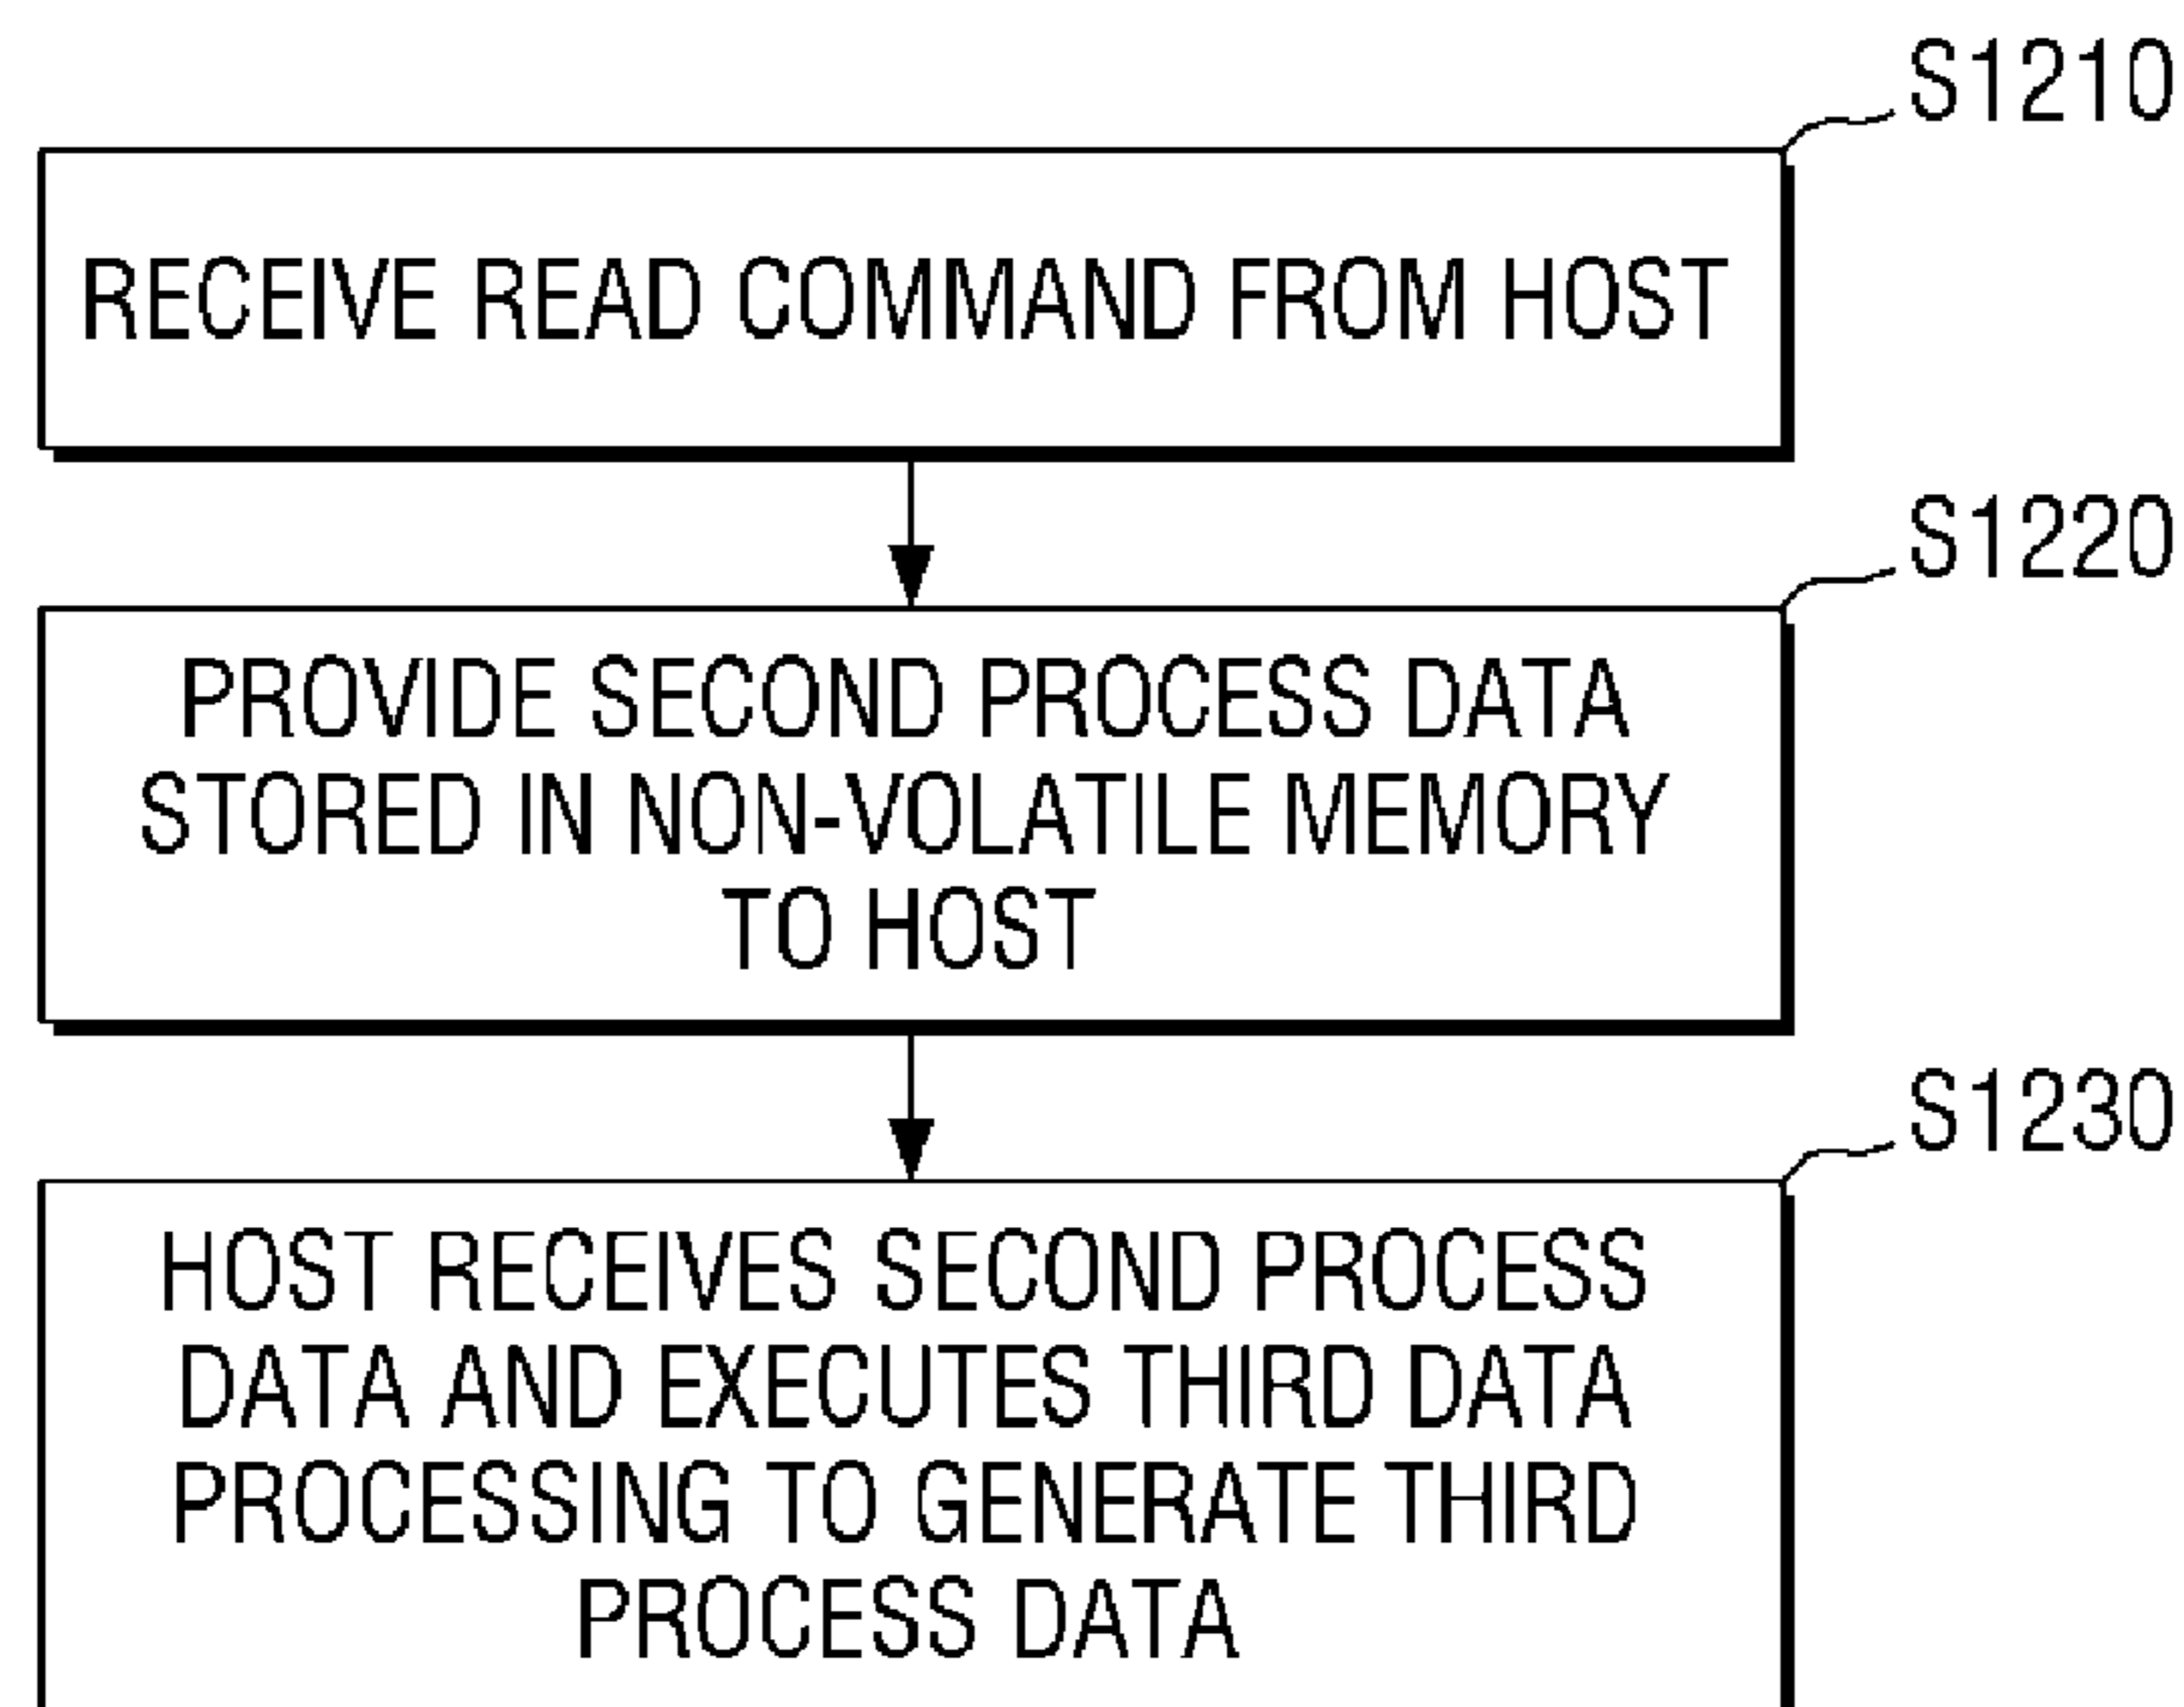 S1210
RECEIVE READ COMMAND FROM HOST
S1220
PROVIDE SECOND PROCESS DATA
STORED IN NON-VOLATILE MEMORY
TO HOST
S1230
HOST RECEIVES SECOND PROCESS
DATA AND EXECUTES THIRD DATA
PROCESSING TO GENERATE THIRD
PROCESS DATA